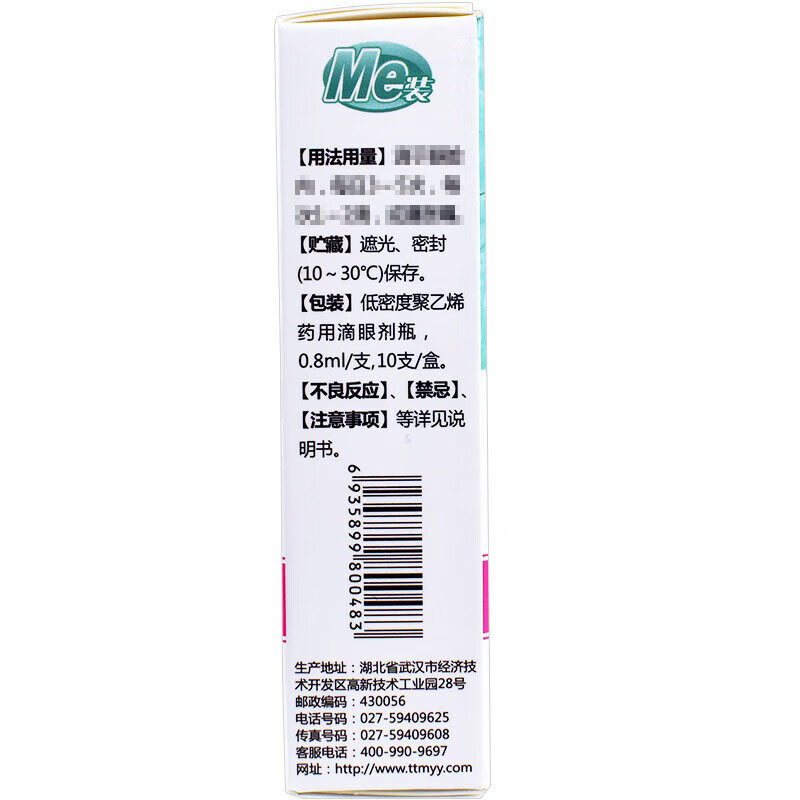 Me装
【用法用量】
【贮藏】遮光、密封
(10～30℃)保存。
【包装】低密度聚乙烯
药用滴眼剂瓶，
0.8ml/支,10支/盒。
【不良反应】、【禁忌】、
【注意事项】等详见说
明书。
6935899800483
生产地址：湖北省武汉市经济技
术开发区高新技术工业园28号
邮政编码：430056
电话号码：027-59409625
传真号码：027-59409608
客服电话：400-990-9697
网址：http://www.ttmyy.com